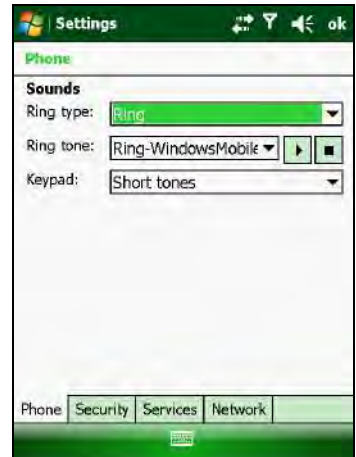 Settings ok
Phone
Sounds
Ring type: Ring
Ring tone: Ring-WindowsMobile
Keypad: Short tones
Phone Security Services Network